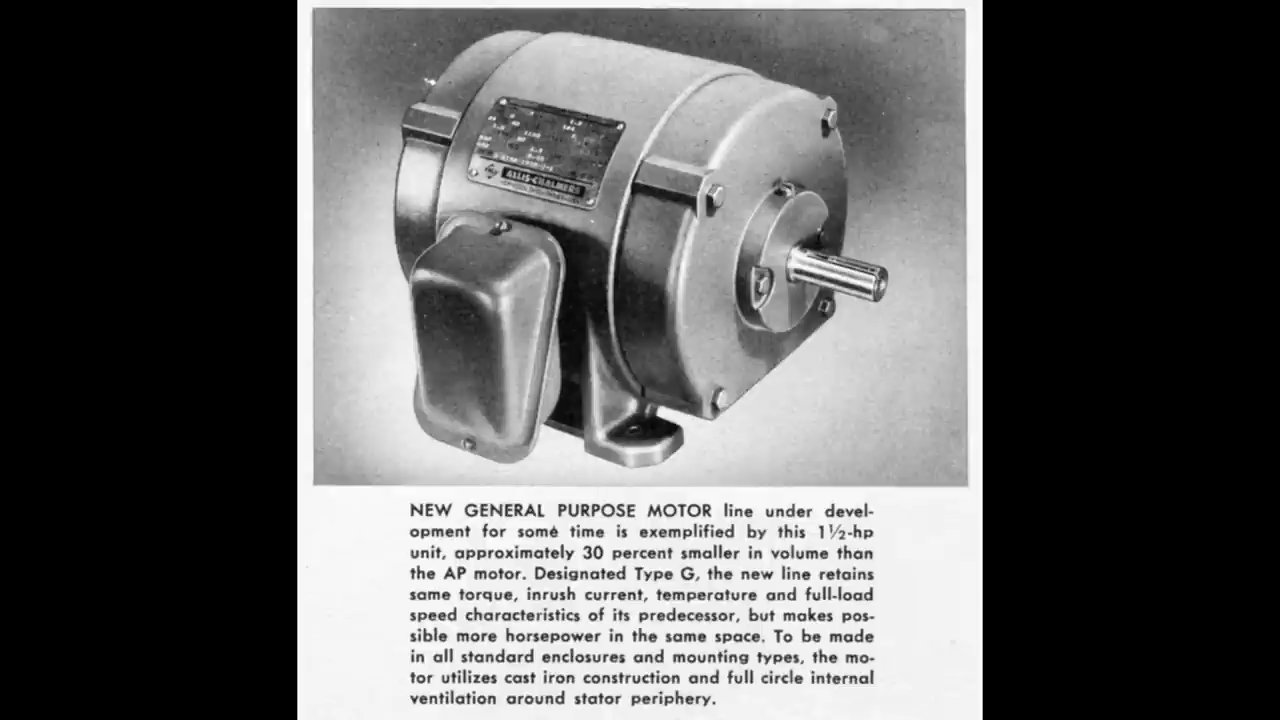 ALLIS-CHALMERS
NEW GENERAL PURPOSE MOTOR line under devel-
opment for some time is exemplified by this 1½-hp
unit, approximately 30 percent smaller in volume than
the AP motor. Designated Type G, the new line retains
same torque, inrush current, temperature and full-load
speed characteristics of its predecessor, but makes pos-
sible more horsepower in the same space. To be made
in all standard enclosures and mounting types, the mo-
tor utilizes cast iron construction and full circle internal
ventilation around stator periphery.